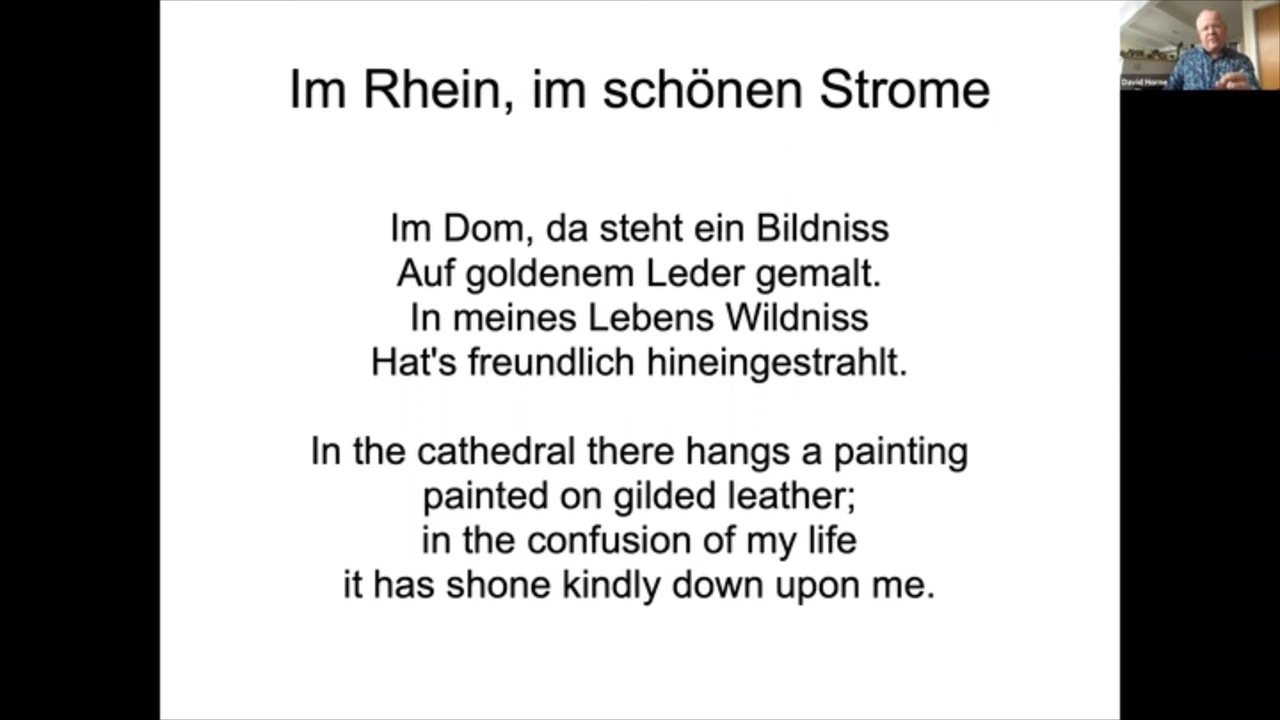 Im Rhein, im schönen Strome
Im Dom, da steht ein Bildniss
Auf goldenem Leder gemalt.
In meines Lebens Wildniss
Hat's freundlich hineingestrahlt.
In the cathedral there hangs a painting
painted on gilded leather;
in the confusion of my life
it has shone kindly down upon me.
David Horne